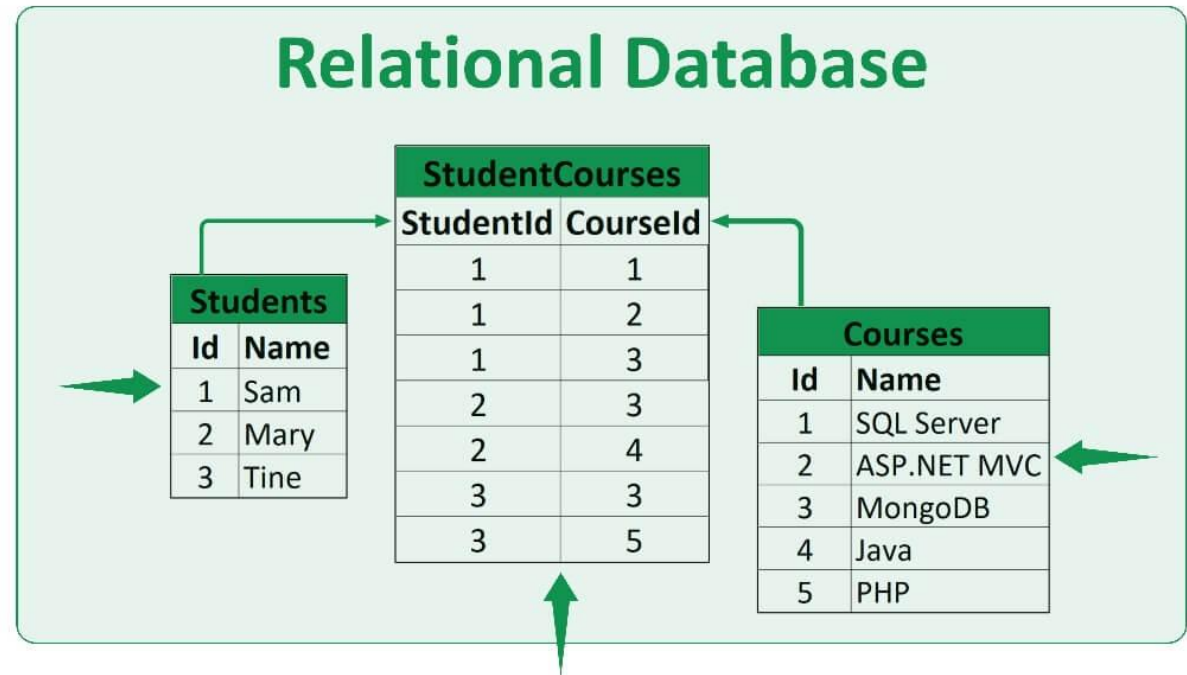 Relational Database
StudentCourses
StudentId CourseId
1 1
1 2
1 3
2 3
2 4
3 3
3 5
Students
Id Name
1 Sam
2 Mary
3 Tine
Courses
Id Name
1 SQL Server
2 ASP.NET MVC
3 MongoDB
4 Java
5 PHP